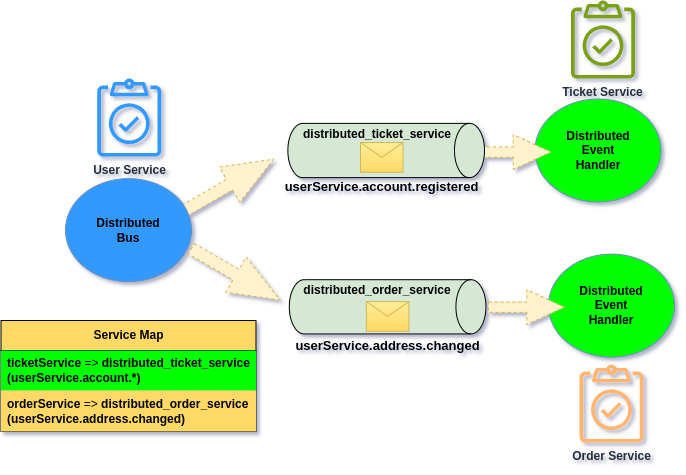 Ticket Service
distributed_ticket_service
Distributed
Event
Handler
User Service
userService.account.registered
Distributed
Bus
distributed_order_service
Distributed
Event
Handler
Service Map
userService.address.changed
ticketService => distributed_ticket_service
(userService.account.*)
orderService => distributed_order_service
(userService.address.changed)
Order Service